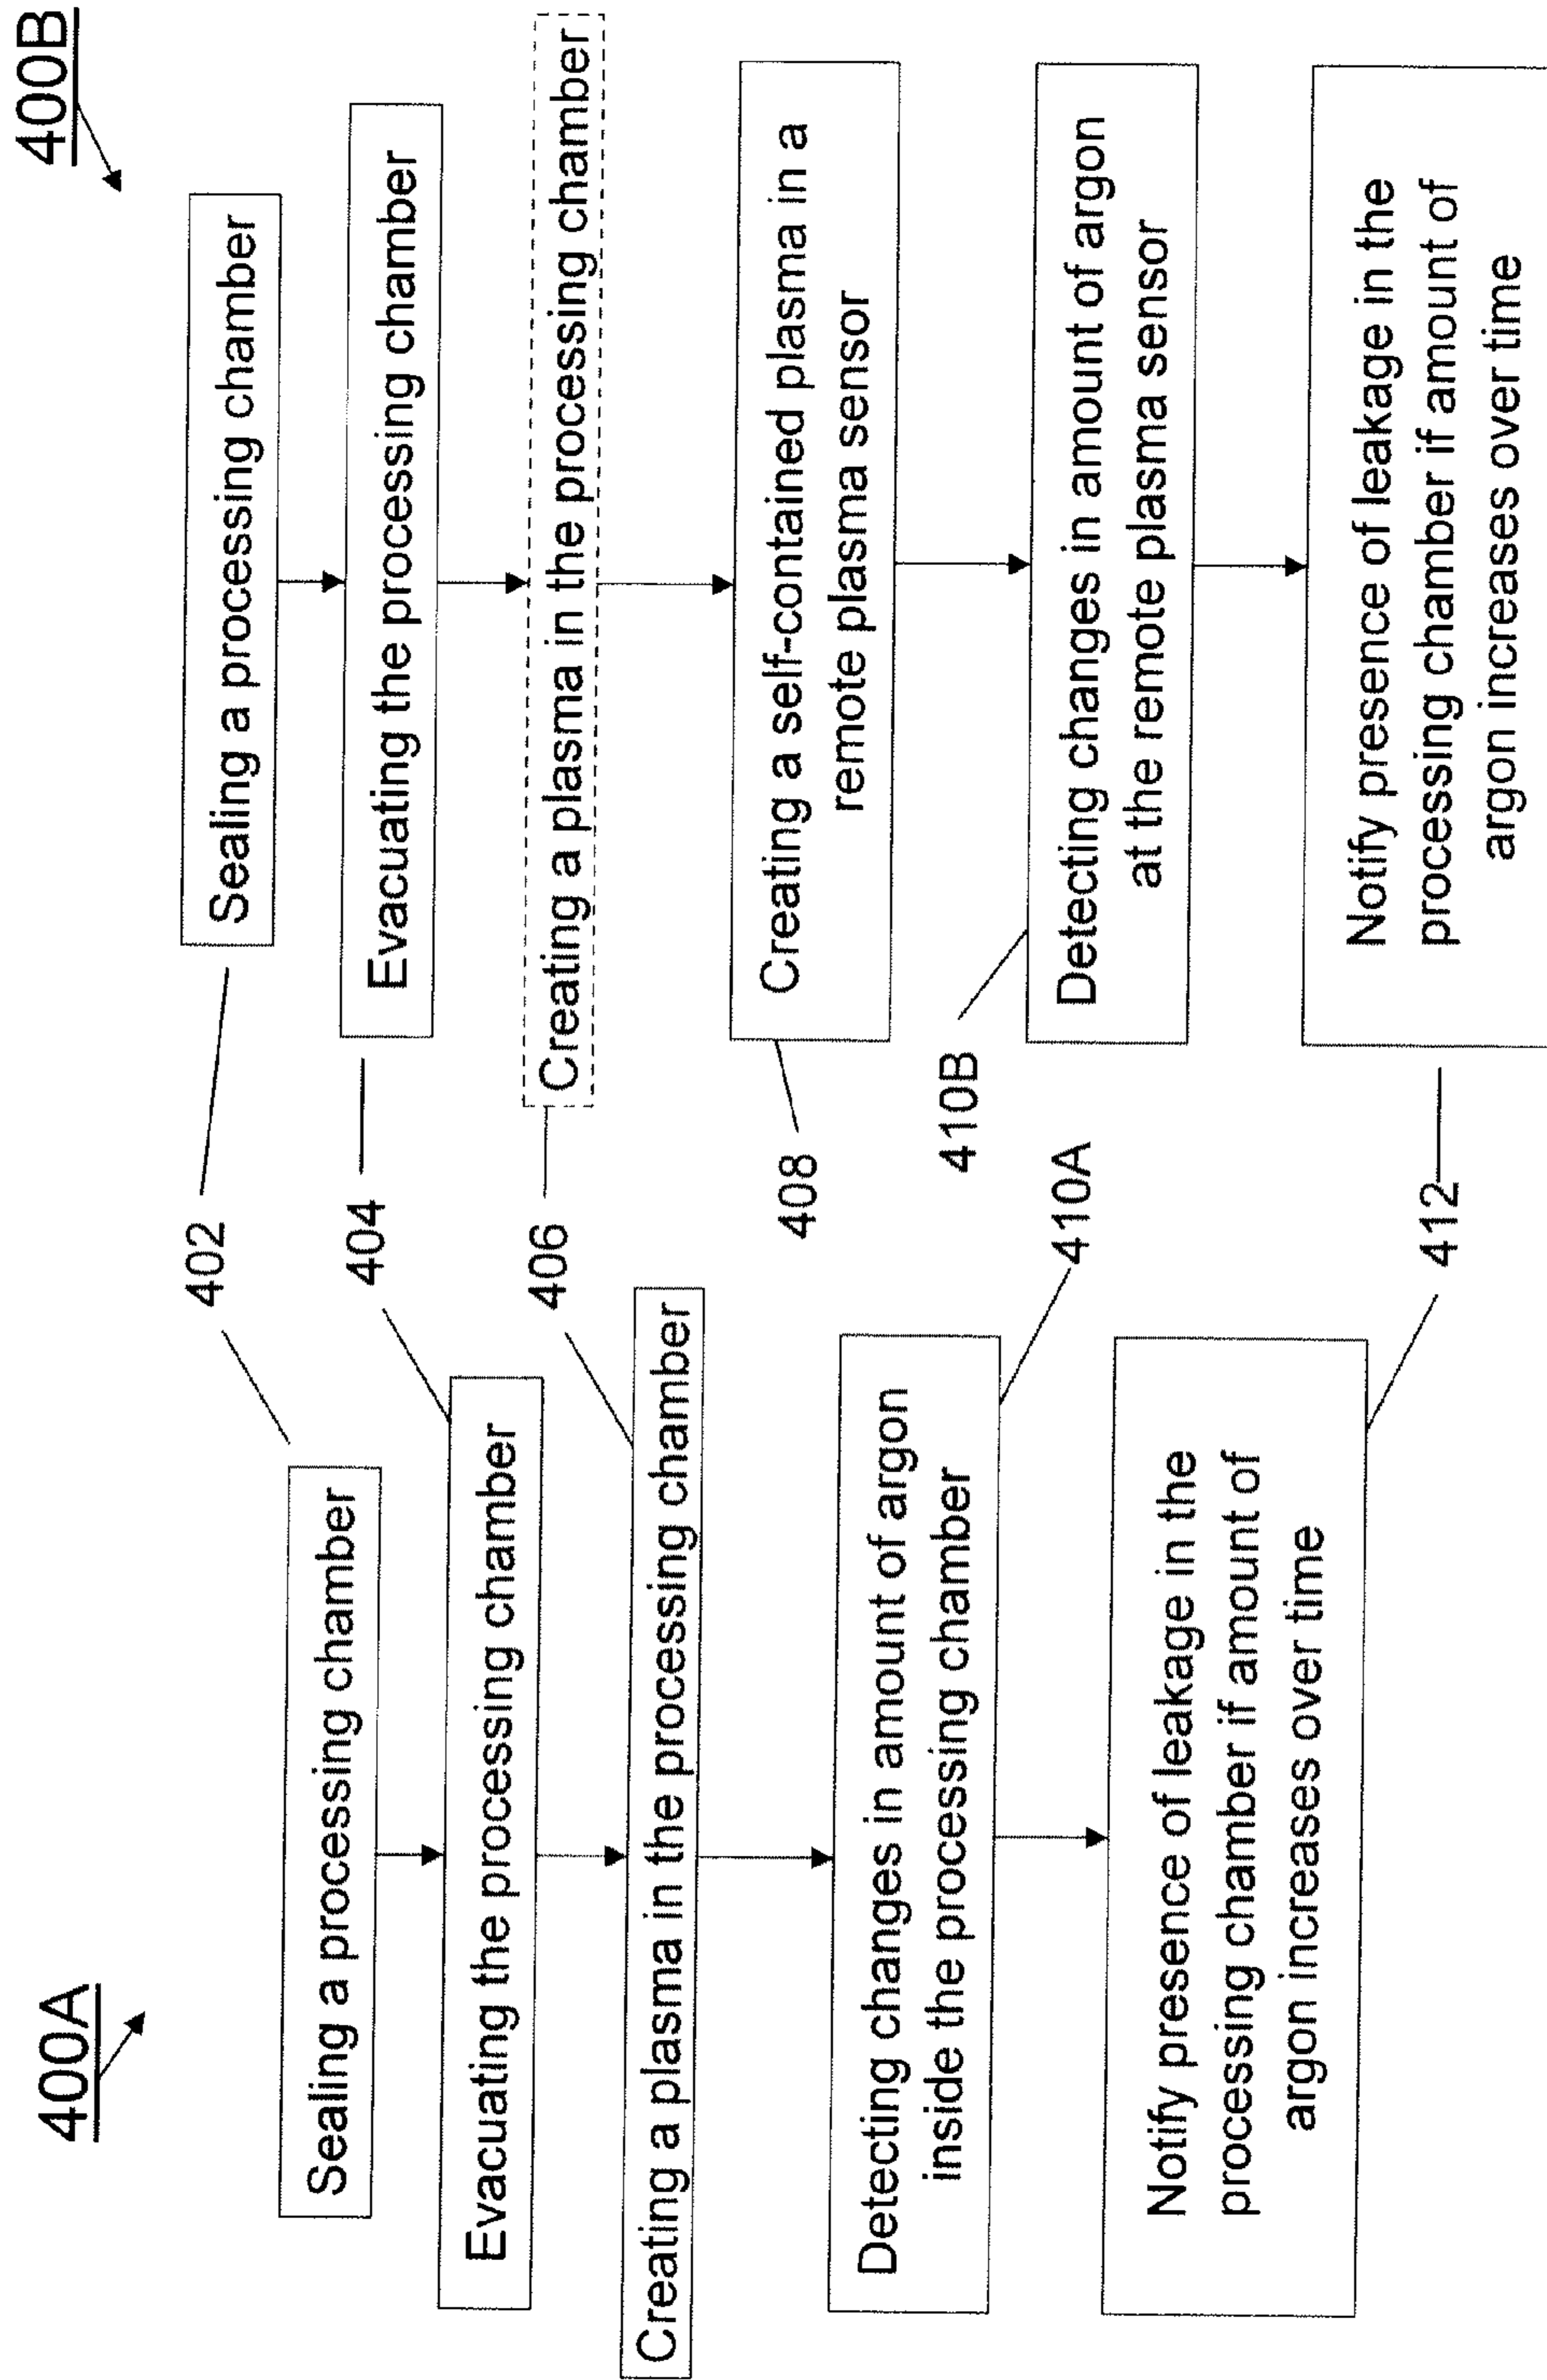 400A
Sealing a processing chamber
Evacuating the processing chamber
Creating a plasma in the processing chamber
Detecting changes in amount of argon
inside the processing chamber
Notify presence of leakage in the
processing chamber if amount of
argon increases over time
402
404
406
408
410B
410A
412
400B
Sealing a processing chamber
Evacuating the processing chamber
Creating a plasma in the processing chamber
Creating a self-contained plasma in a
remote plasma sensor
Detecting changes in amount of argon
at the remote plasma sensor
Notify presence of leakage in the
processing chamber if amount of
argon increases over time